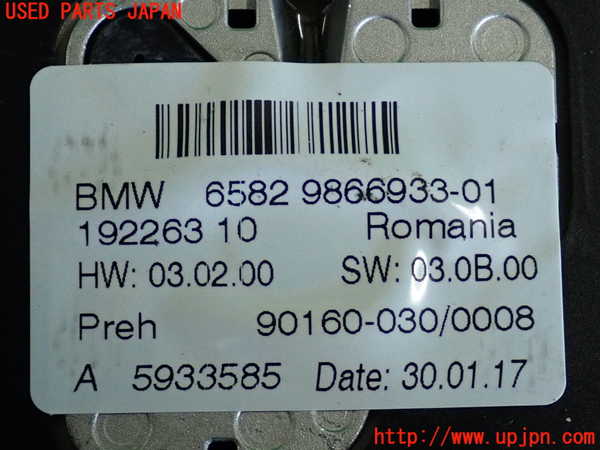 USED PARTS JAPAN
BMW 6582 9866933-01
192263 10 Romania
HW: 03.02.00 SW: 03.0B.00
Preh 90160-030/0008
A 5933585 Date: 30.01.17
http://www.upjpn.com/